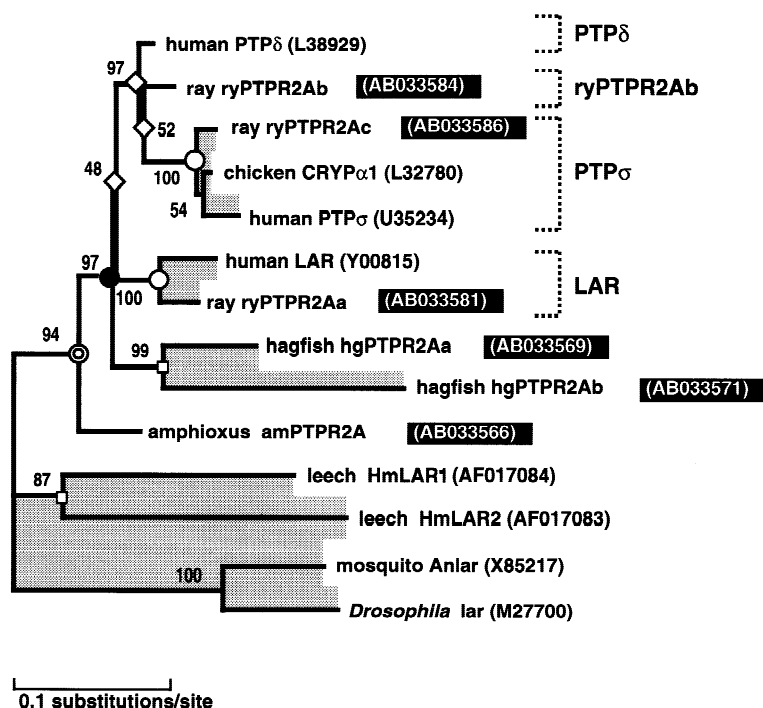 human PTPδ (L38929)
PTPδ
97
ray ryPTPR2Ab (AB033584)
ryPTPR2Ab
52
ray ryPTPR2Ac (AB033586)
100
chicken CRYPα1 (L32780)
PTPσ
48
54
human PTPσ (U35234)
97
human LAR (Y00815)
LAR
100
ray ryPTPR2Aa (AB033581)
94
99
hagfish hgPTPR2Aa (AB033569)
hagfish hgPTPR2Ab (AB033571)
amphioxus amPTPR2A (AB033566)
87
leech HmLAR1 (AF017084)
leech HmLAR2 (AF017083)
100
mosquito Anlar (X85217)
Drosophila lar (M27700)
0.1 substitutions/site